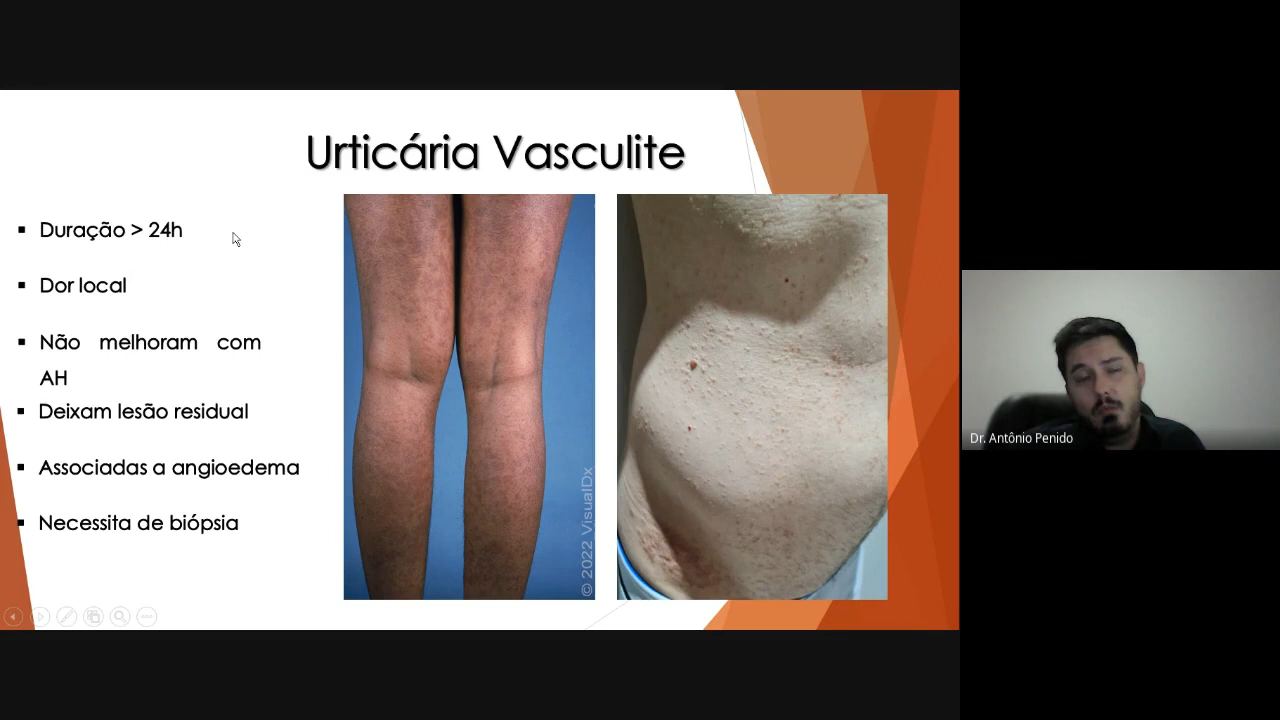 Urticária Vasculite
▪ Duração > 24h
▪ Dor local
▪ Não melhoram com
AH
▪ Deixam lesão residual
▪ Associadas a angioedema
▪ Necessita de biópsia
© 2022 VisualDx
Dr. Antônio Penido